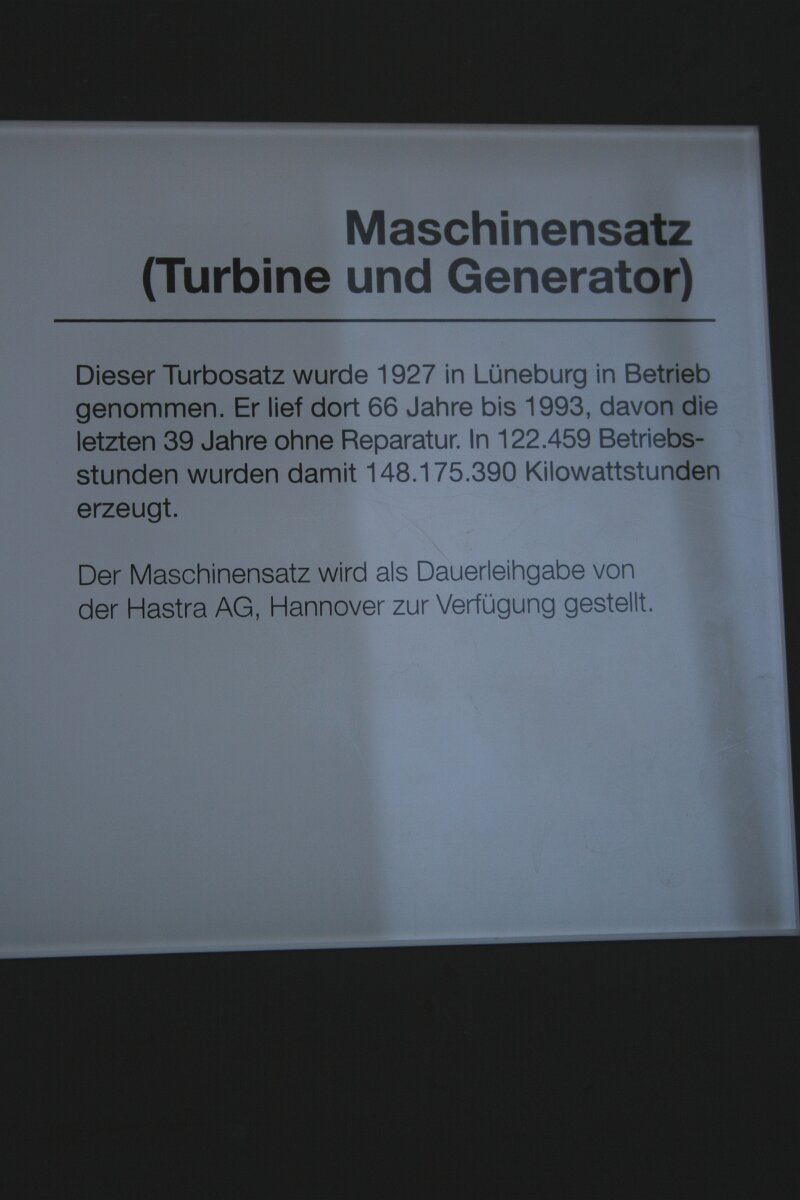 Maschinensatz
(Turbine und Generator)
Dieser Turbosatz wurde 1927 in Lüneburg in Betrieb
genommen. Er lief dort 66 Jahre bis 1993, davon die
letzten 39 Jahre ohne Reparatur. In 122.459 Betriebs-
stunden wurden damit 148.175.390 Kilowattstunden
erzeugt.
Der Maschinensatz wird als Dauerleihgabe von
der Hastra AG, Hannover zur Verfügung gestellt.